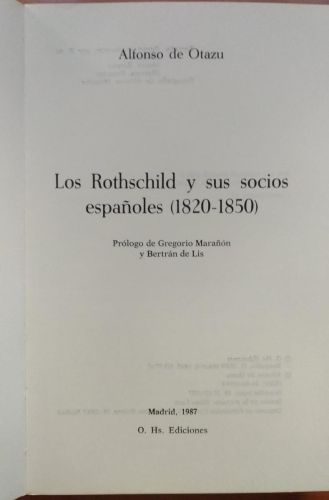 Alfonso de Otazu
Los Rothschild y sus socios
españoles (1820-1850)
Prólogo de Gregorio Marañón
y Bertrán de Lis
Madrid, 1987
O. Hs. Ediciones